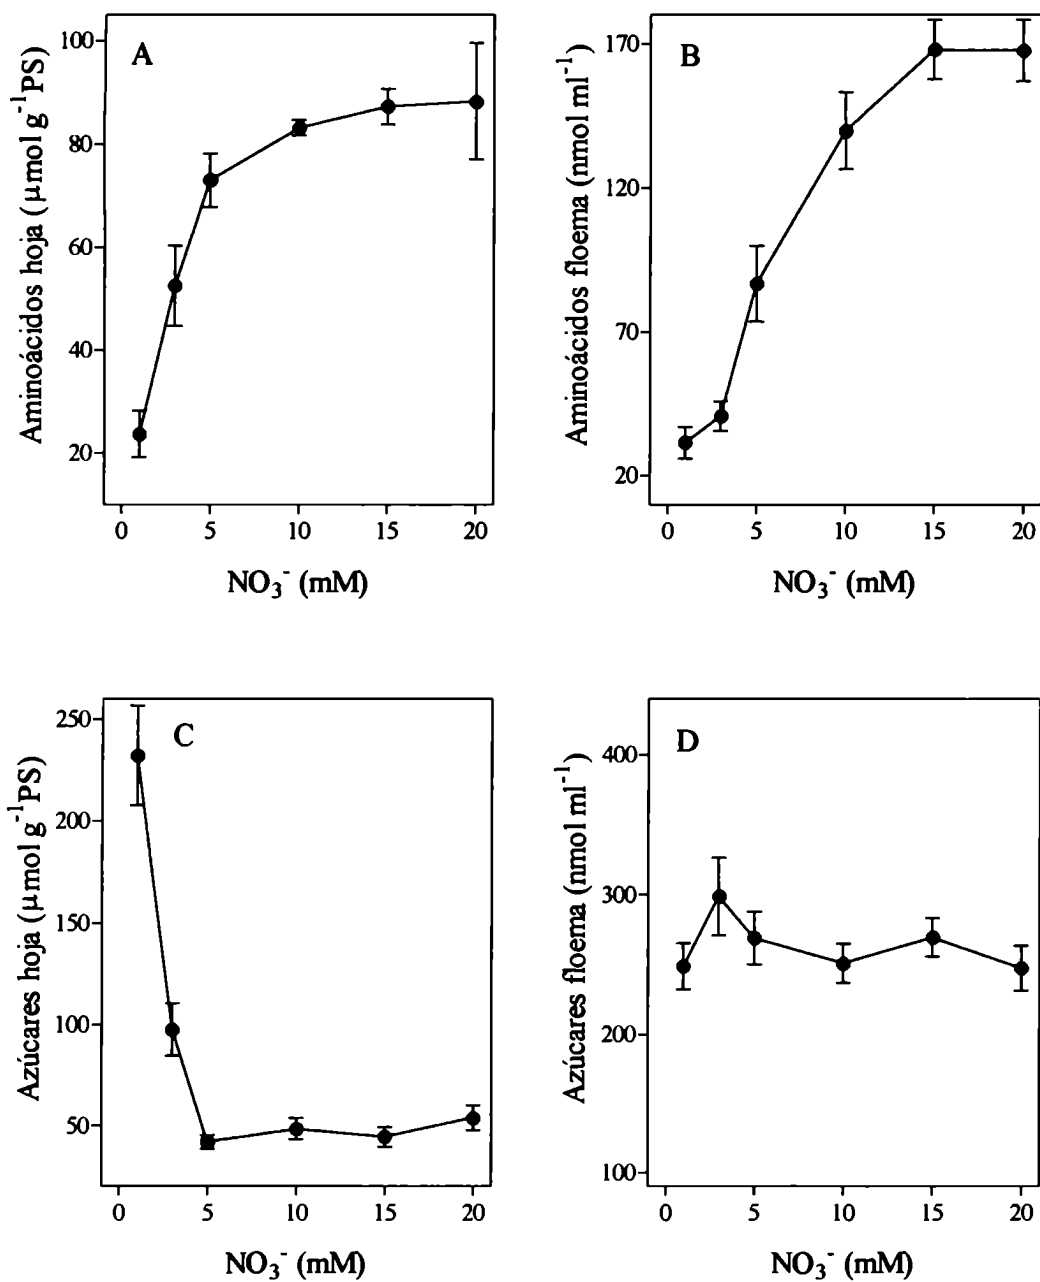 A
Aminoácidos hoja (µmol g⁻¹PS)
100
80
60
40
20
0 5 10 15 20
NO₃⁻ (mM)
B
Aminoácidos floema (nmol ml⁻¹)
170
120
70
20
0 5 10 15 20
NO₃⁻ (mM)
C
Azúcares hoja (µmol g⁻¹PS)
250
200
150
100
50
0 5 10 15 20
NO₃⁻ (mM)
D
Azúcares floema (nmol ml⁻¹)
400
300
200
100
0 5 10 15 20
NO₃⁻ (mM)